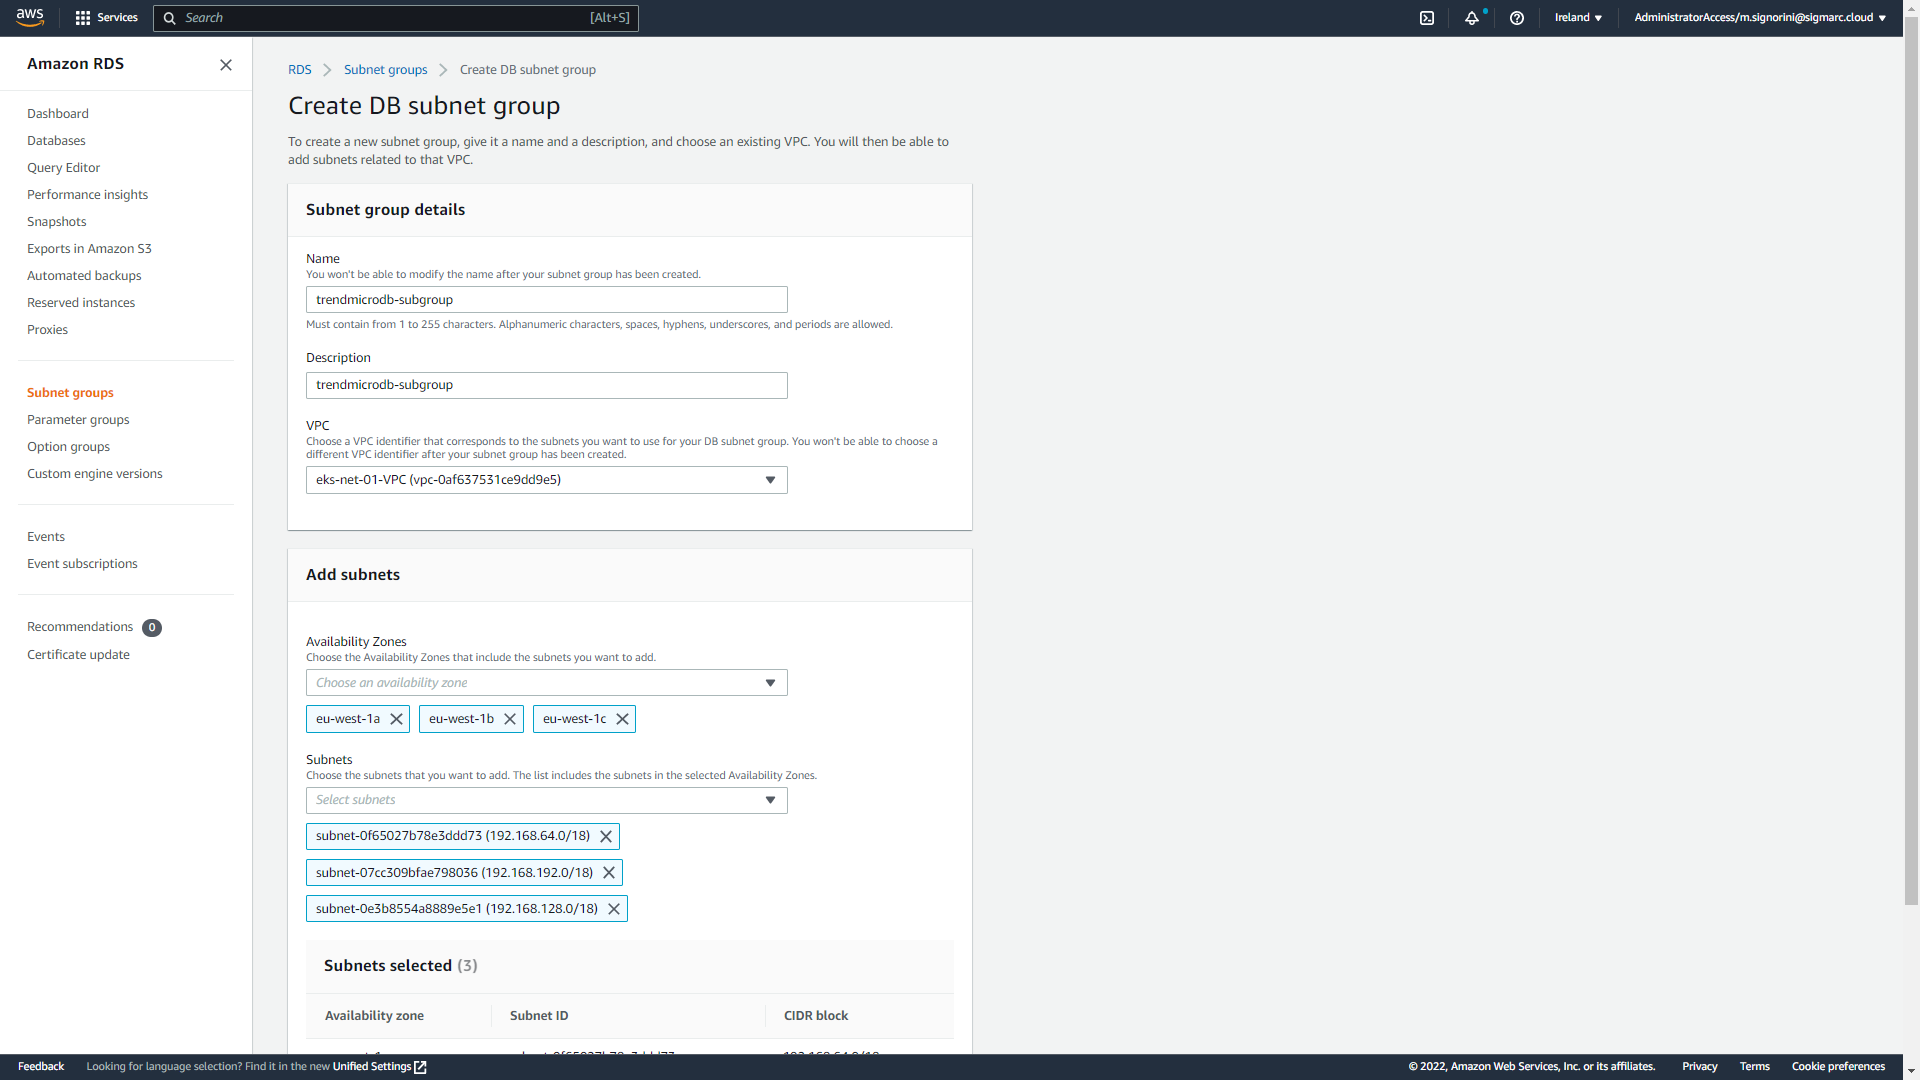 aws
Services
Search
[Alt+S]
Ireland ▼
AdministratorAccess/m.signorini@sigmarc.cloud ▼
Amazon RDS
Dashboard
Databases
Query Editor
Performance insights
Snapshots
Exports in Amazon S3
Automated backups
Reserved instances
Proxies
Subnet groups
Parameter groups
Option groups
Custom engine versions
Events
Event subscriptions
Recommendations 0
Certificate update
RDS > Subnet groups > Create DB subnet group
Create DB subnet group
To create a new subnet group, give it a name and a description, and choose an existing VPC. You will then be able to
add subnets related to that VPC.
Subnet group details
Name
You won't be able to modify the name after your subnet group has been created.
trendmicrodb-subgroup
Must contain from 1 to 255 characters. Alphanumeric characters, spaces, hyphens, underscores, and periods are allowed.
Description
trendmicrodb-subgroup
VPC
Choose a VPC identifier that corresponds to the subnets you want to use for your DB subnet group. You won't be able to choose a
different VPC identifier after your subnet group has been created.
eks-net-01-VPC (vpc-0af637531ce9dd9e5)
Add subnets
Availability Zones
Choose the Availability Zones that include the subnets you want to add.
Choose an availability zone
eu-west-1a eu-west-1b eu-west-1c
Subnets
Choose the subnets that you want to add. The list includes the subnets in the selected Availability Zones.
Select subnets
subnet-0f65027b78e3ddd73 (192.168.64.0/18)
subnet-07cc309bfae798036 (192.168.192.0/18)
subnet-0e3b8554a8889e5e1 (192.168.128.0/18)
Subnets selected (3)
Availability zone Subnet ID CIDR block
Feedback
Looking for language selection? Find it in the new Unified Settings
© 2022, Amazon Web Services, Inc. or its affiliates.
Privacy
Terms
Cookie preferences